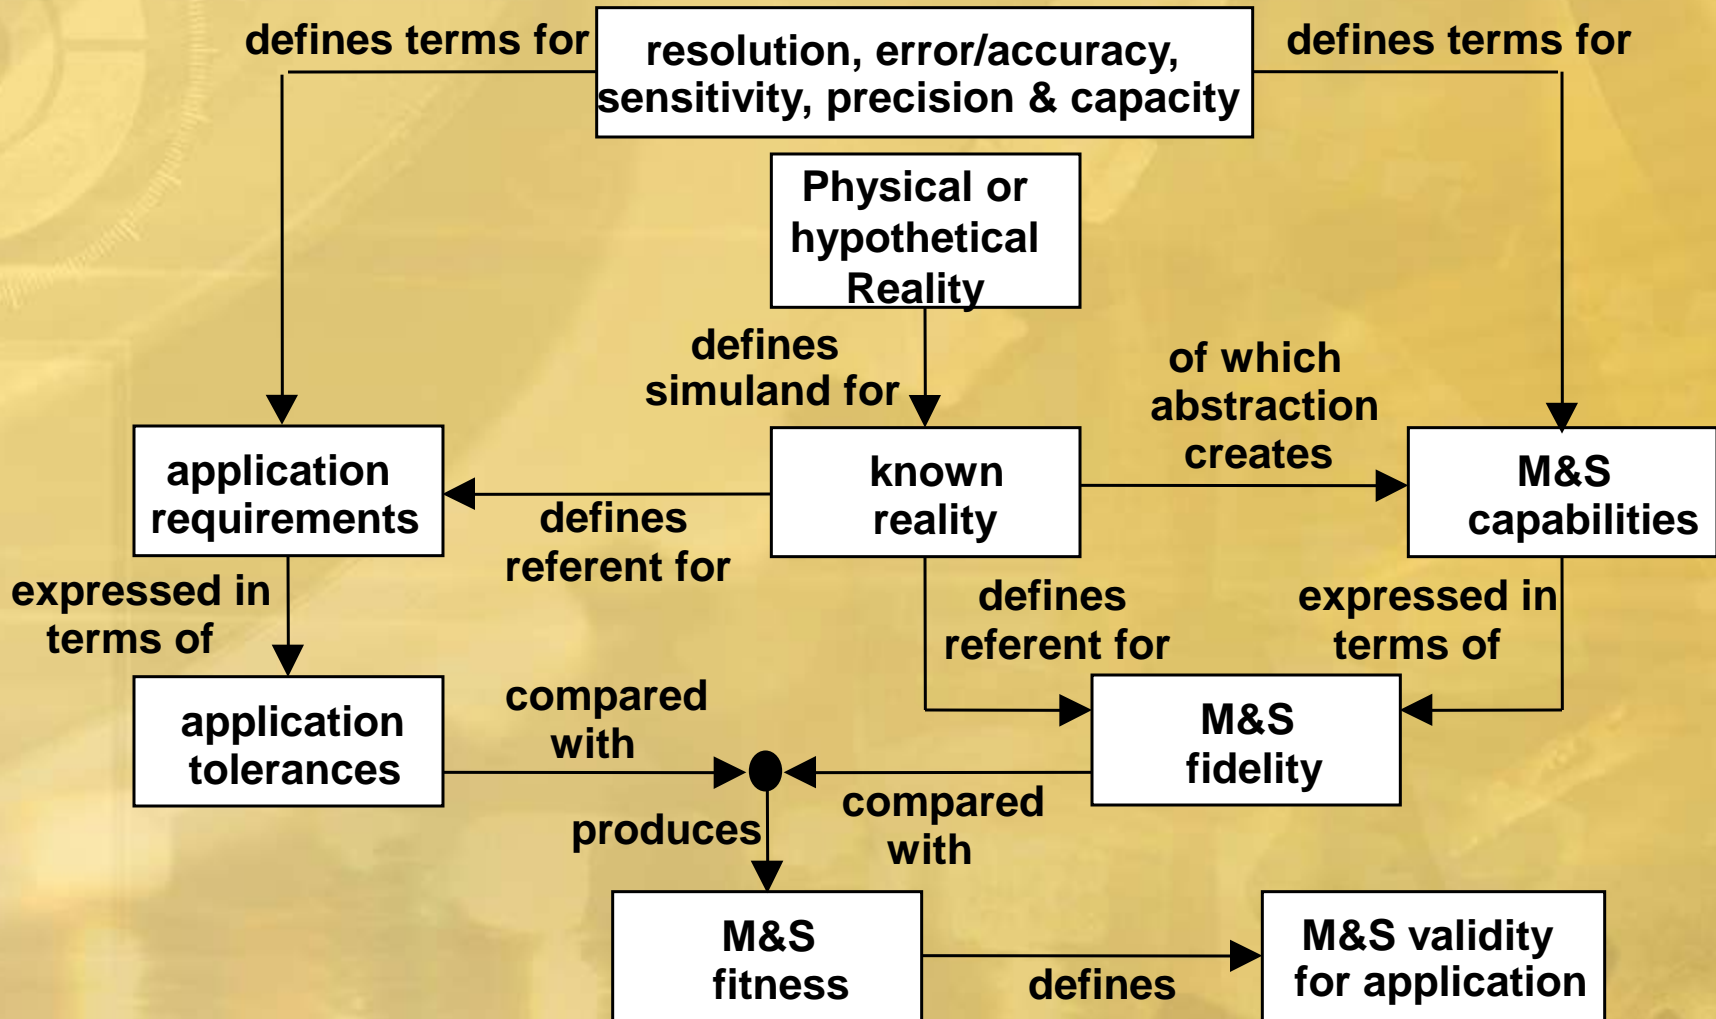 defines terms for
resolution, error/accuracy,
sensitivity, precision & capacity
defines terms for
Physical or
hypothetical
Reality
defines
simuland for
of which
abstraction
creates
application
requirements
defines
referent for
known
reality
M&S
capabilities
expressed in
terms of
defines
referent for
expressed in
terms of
application
tolerances
compared
with
M&S
fidelity
produces
compared
with
M&S
fitness
defines
M&S validity
for application